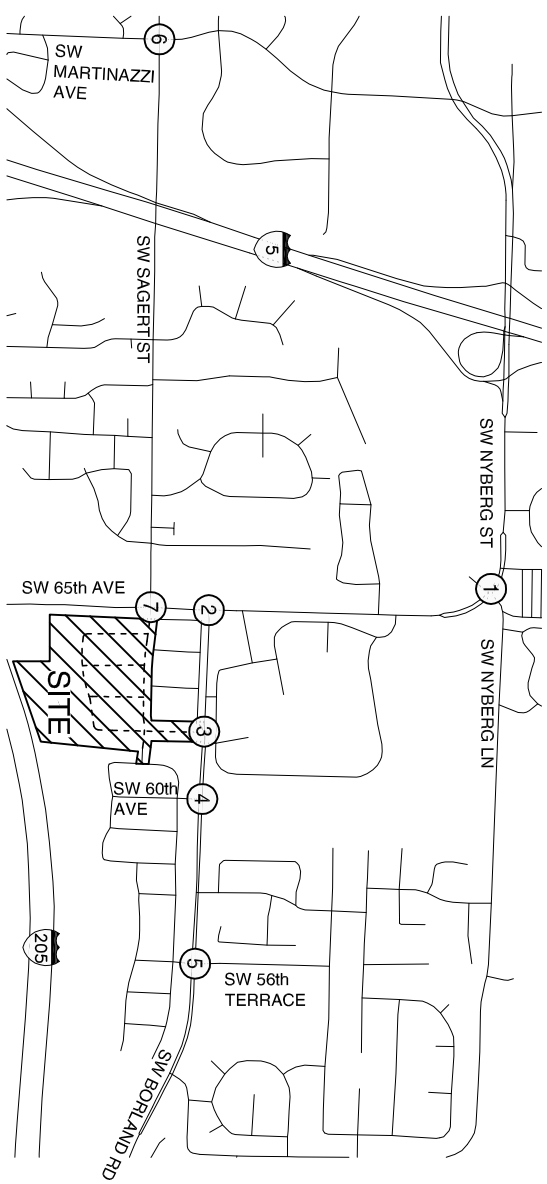 6
SW
MARTINAZZI
AVE
5
SW SAGERT ST
SW NYBERG ST
SW 65th AVE
1
7
2
SW NYBERG LN
SITE
3
SW 60th
AVE
4
205
5
SW 56th
TERRACE
SW BORLAND RD